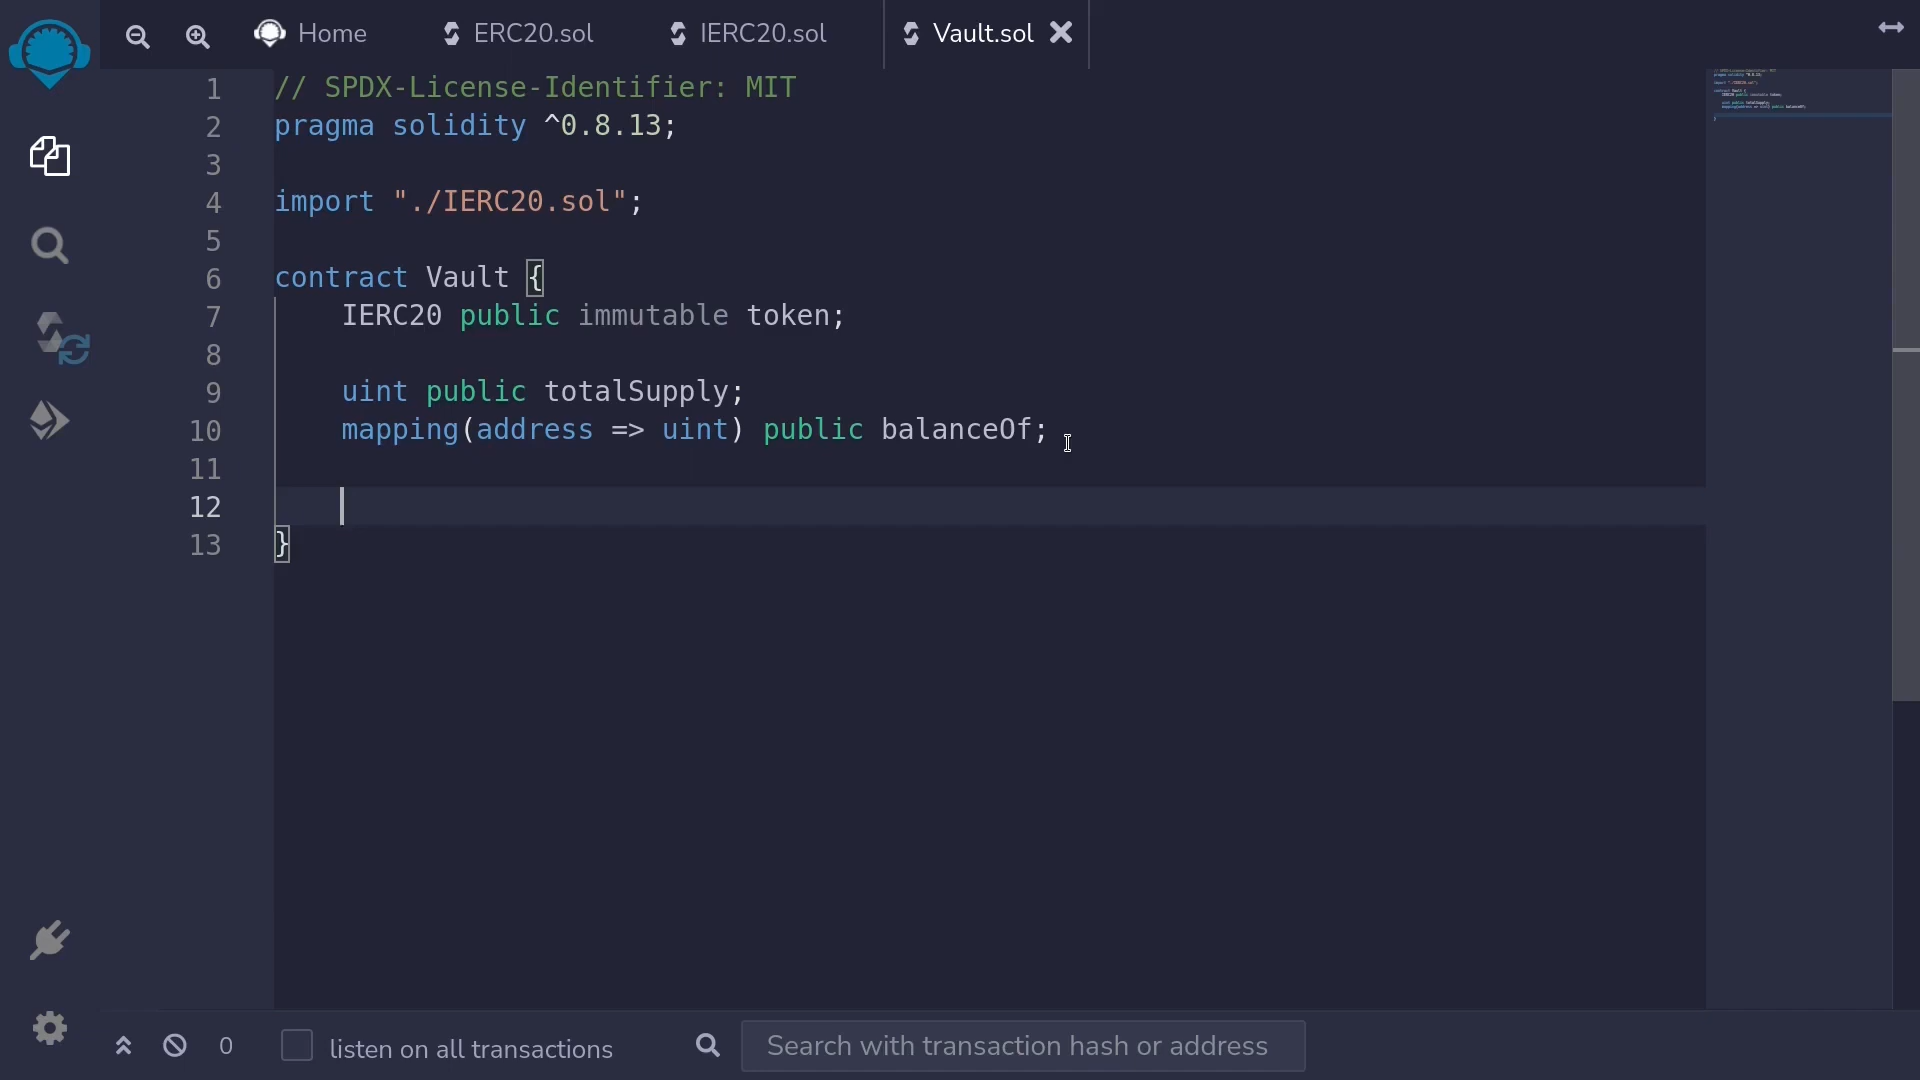 Home ERC20.sol IERC20.sol Vault.sol
1 // SPDX-License-Identifier: MIT
2 pragma solidity ^0.8.13;
3
4 import "./IERC20.sol";
5
6 contract Vault {
7 IERC20 public immutable token;
8
9 uint public totalSupply;
10 mapping(address => uint) public balanceOf;
11
12
13 }
0 listen on all transactions Search with transaction hash or address